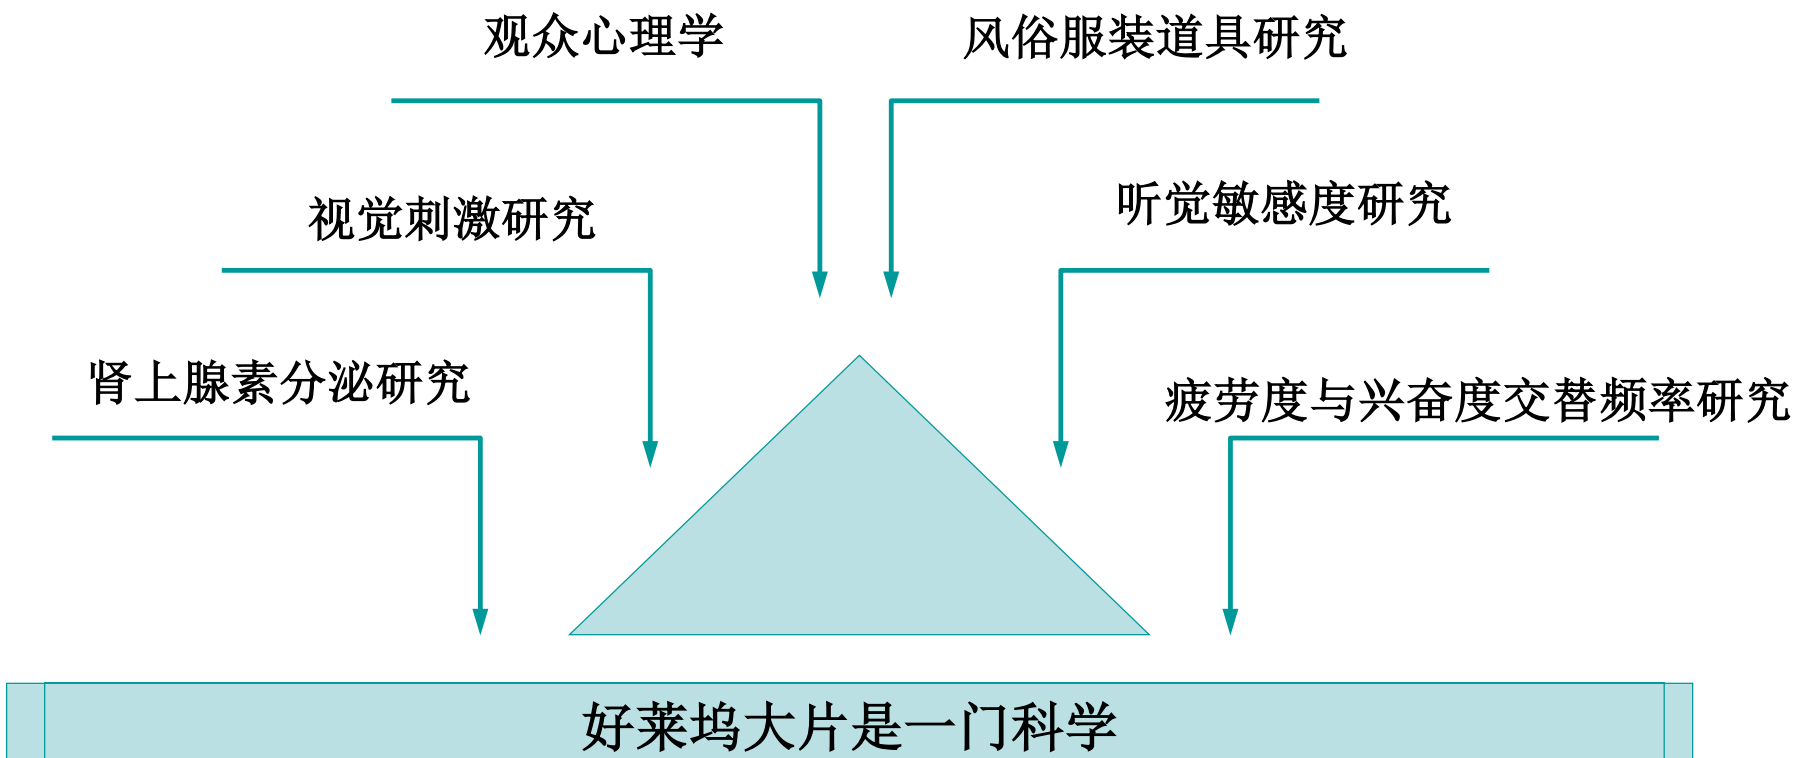 观众心理学
风俗服装道具研究
视觉刺激研究
听觉敏感度研究
肾上腺素分泌研究
疲劳度与兴奋度交替频率研究
好莱坞大片是一门科学